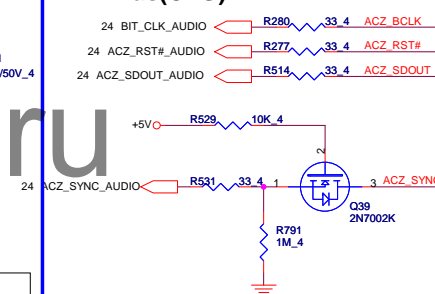 24 BIT_CLK_AUDIO R280 33_4 ACZ_BCLK
24 ACZ_RST#_AUDIO R277 33_4 ACZ_RST#
/50V_4 24 ACZ_SDOUT_AUDIO R514 33_4 ACZ_SDOUT
ru
+5V R529 10K_4
2
24 ACZ_SYNC_AUDIO R531 33_4 1 3 ACZ_SYNC
Q39
2N7002K
R791
1M_4